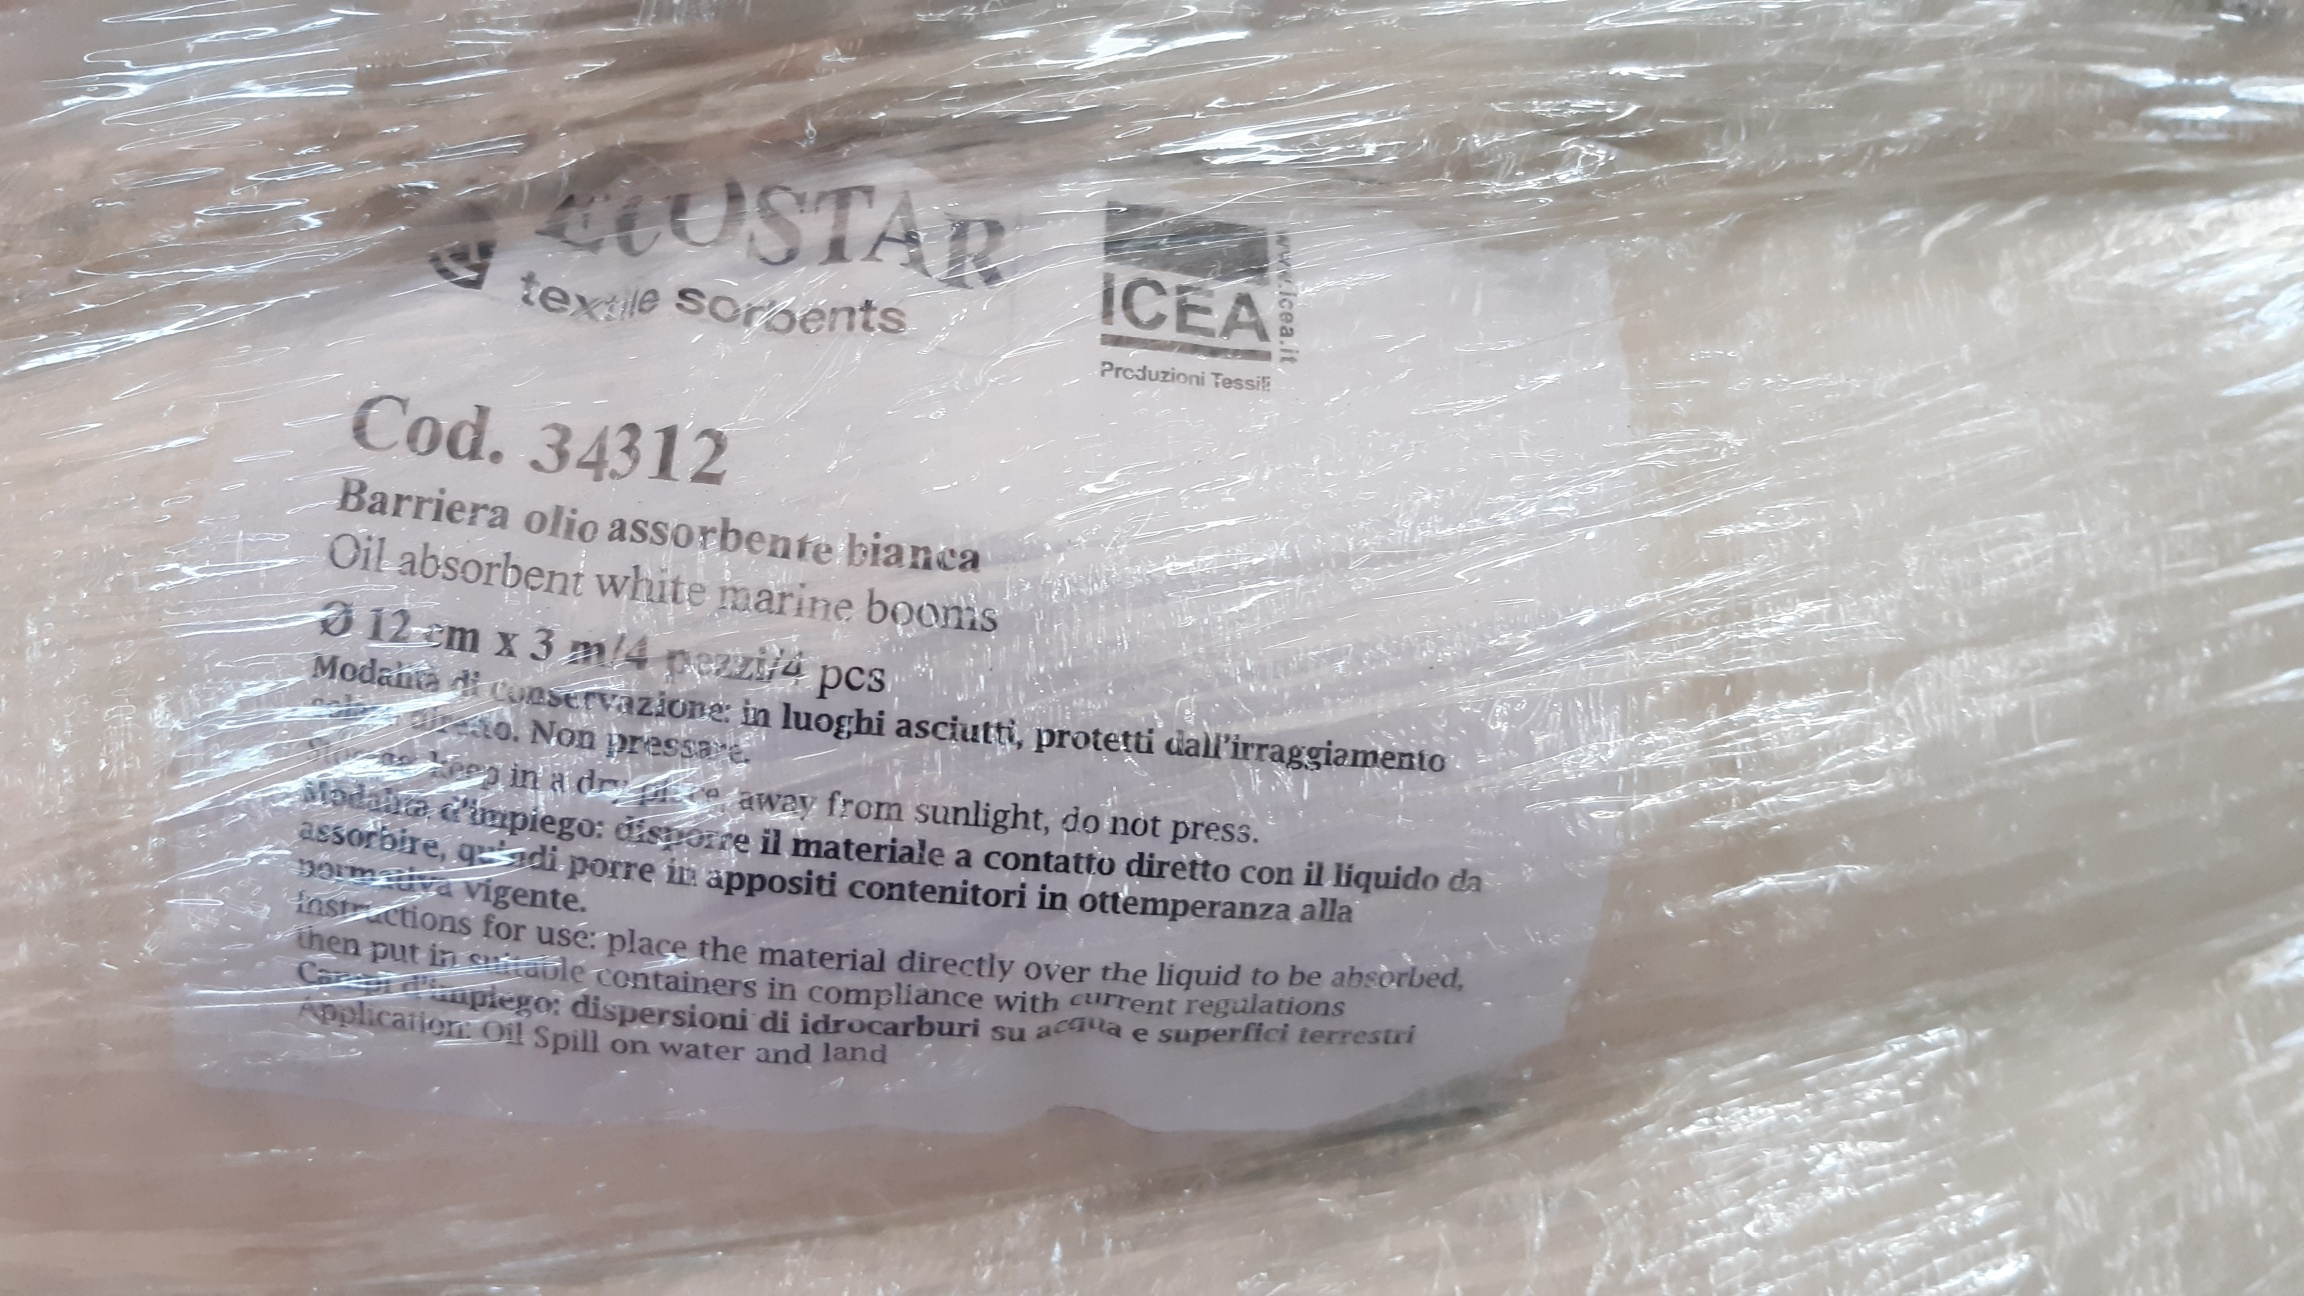 ECOSTAR
textile sorbents
ICEA
www.icea.it
Produzioni Tessili
Cod. 34312
Barriera olio assorbente bianca
Oil absorbent white marine booms
Ø 12 cm x 3 m/4 pezzi/4 pcs
Modalità di conservazione: in luoghi asciutti, protetti dall'irraggiamento
diretto. Non pressare.
keep in a dry place, away from sunlight, do not press.
Modalità d'impiego: disporre il materiale a contatto diretto con il liquido da
assorbire, quindi porre in appositi contenitori in ottemperanza alla
normativa vigente.
Instructions for use: place the material directly over the liquid to be absorbed,
then put in suitable containers in compliance with current regulations
Campi d'impiego: dispersioni di idrocarburi su acqua e superfici terrestri
Application: Oil Spill on water and land